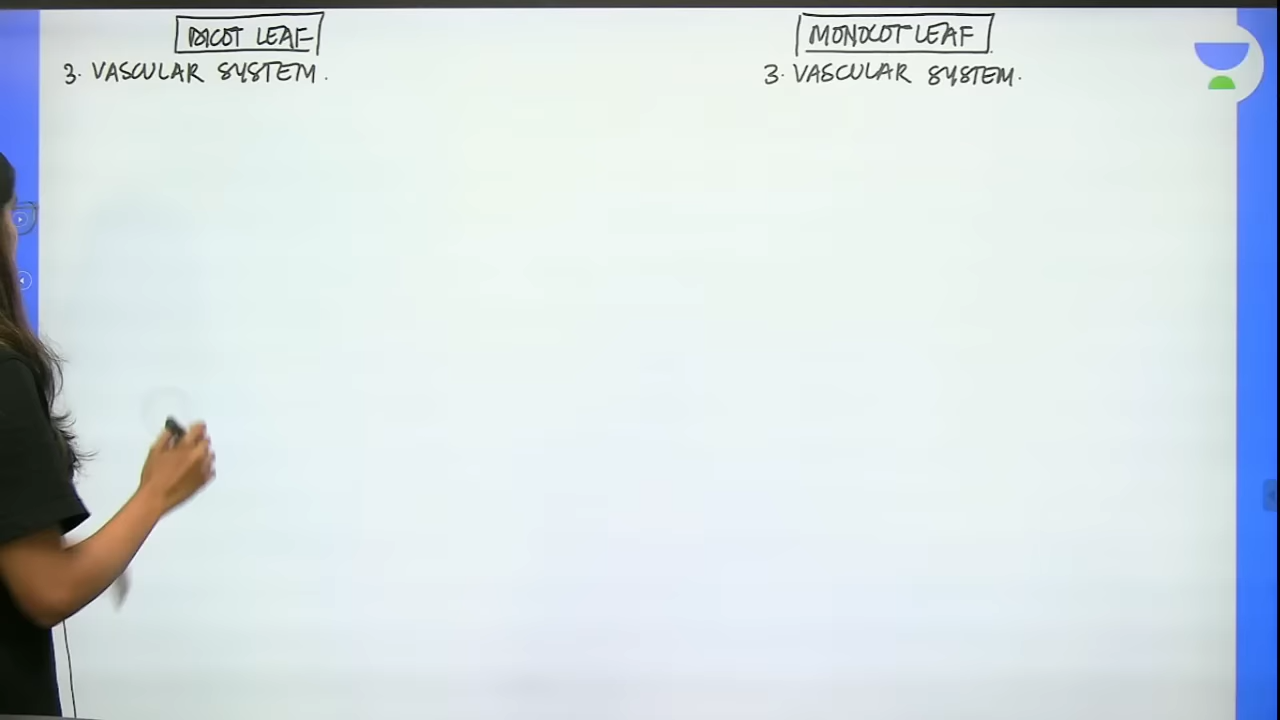 DICOT LEAF
3. VASCULAR SYSTEM.
MONOCOT LEAF
3. VASCULAR SYSTEM.